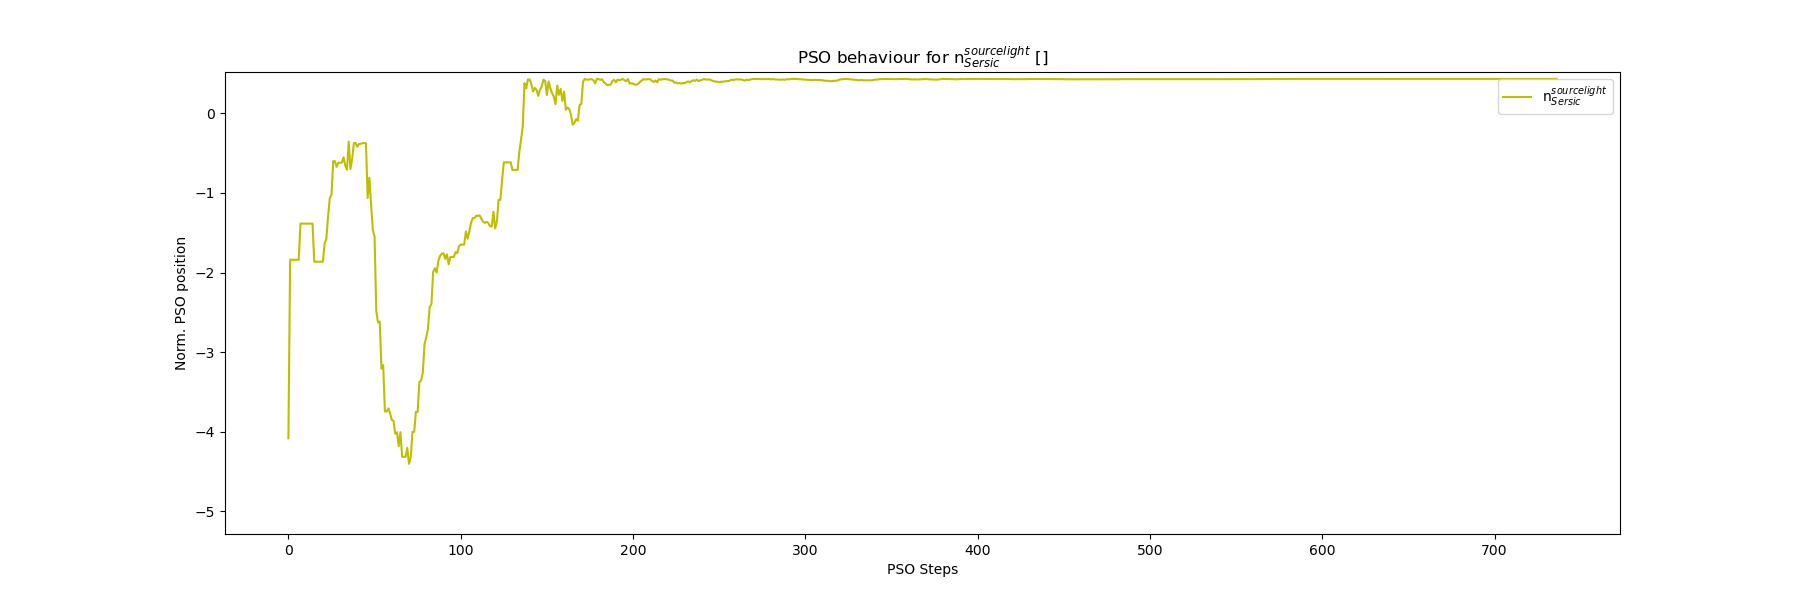 PSO behaviour for n^{sourcelight}_{Sersic} []
Norm. PSO position
0
−1
−2
−3
−4
−5
n^{sourcelight}_{Sersic}
0 100 200 300 400 500 600 700
PSO Steps